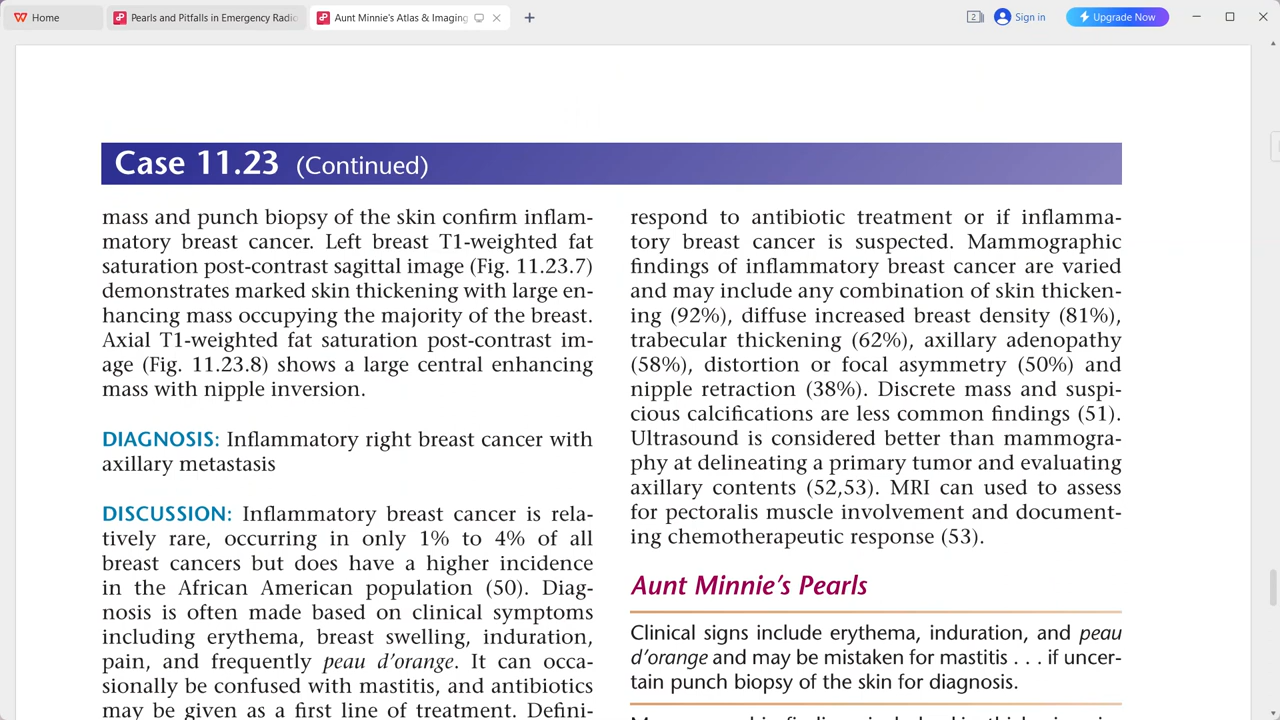 Home
Pearls and Pitfalls in Emergency Radic
Aunt Minnie's Atlas & Imaging
2
Sign in
Upgrade Now
Case 11.23 (Continued)
mass and punch biopsy of the skin confirm inflam-
matory breast cancer. Left breast T1-weighted fat
saturation post-contrast sagittal image (Fig. 11.23.7)
demonstrates marked skin thickening with large en-
hancing mass occupying the majority of the breast.
Axial T1-weighted fat saturation post-contrast im-
age (Fig. 11.23.8) shows a large central enhancing
mass with nipple inversion.
DIAGNOSIS: Inflammatory right breast cancer with
axillary metastasis
DISCUSSION: Inflammatory breast cancer is rela-
tively rare, occurring in only 1% to 4% of all
breast cancers but does have a higher incidence
in the African American population (50). Diag-
nosis is often made based on clinical symptoms
including erythema, breast swelling, induration,
pain, and frequently peau d'orange. It can occa-
sionally be confused with mastitis, and antibiotics
may be given as a first line of treatment. Defini-
respond to antibiotic treatment or if inflamma-
tory breast cancer is suspected. Mammographic
findings of inflammatory breast cancer are varied
and may include any combination of skin thicken-
ing (92%), diffuse increased breast density (81%),
trabecular thickening (62%), axillary adenopathy
(58%), distortion or focal asymmetry (50%) and
nipple retraction (38%). Discrete mass and suspi-
cious calcifications are less common findings (51).
Ultrasound is considered better than mammogra-
phy at delineating a primary tumor and evaluating
axillary contents (52,53). MRI can used to assess
for pectoralis muscle involvement and document-
ing chemotherapeutic response (53).
Aunt Minnie's Pearls
Clinical signs include erythema, induration, and peau
d'orange and may be mistaken for mastitis . . . if uncer-
tain punch biopsy of the skin for diagnosis.